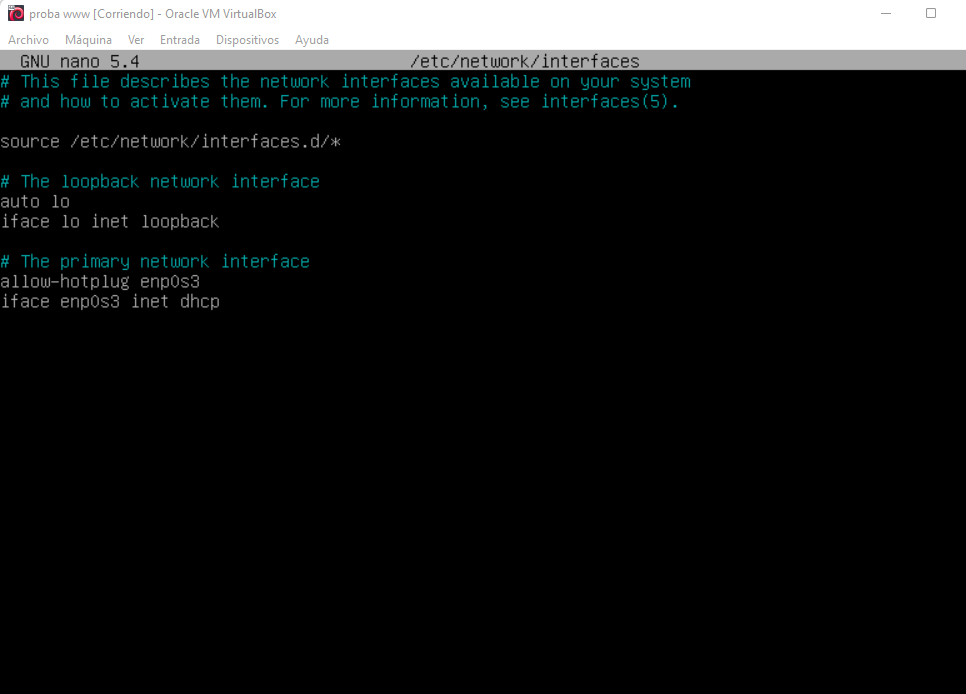 proba www [Corriendo] - Oracle VM VirtualBox
Archivo Máquina Ver Entrada Dispositivos Ayuda
GNU nano 5.4 /etc/network/interfaces
# This file describes the network interfaces available on your system
# and how to activate them. For more information, see interfaces(5).
source /etc/network/interfaces.d/*
# The loopback network interface
auto lo
iface lo inet loopback
# The primary network interface
allow-hotplug enp0s3
iface enp0s3 inet dhcp